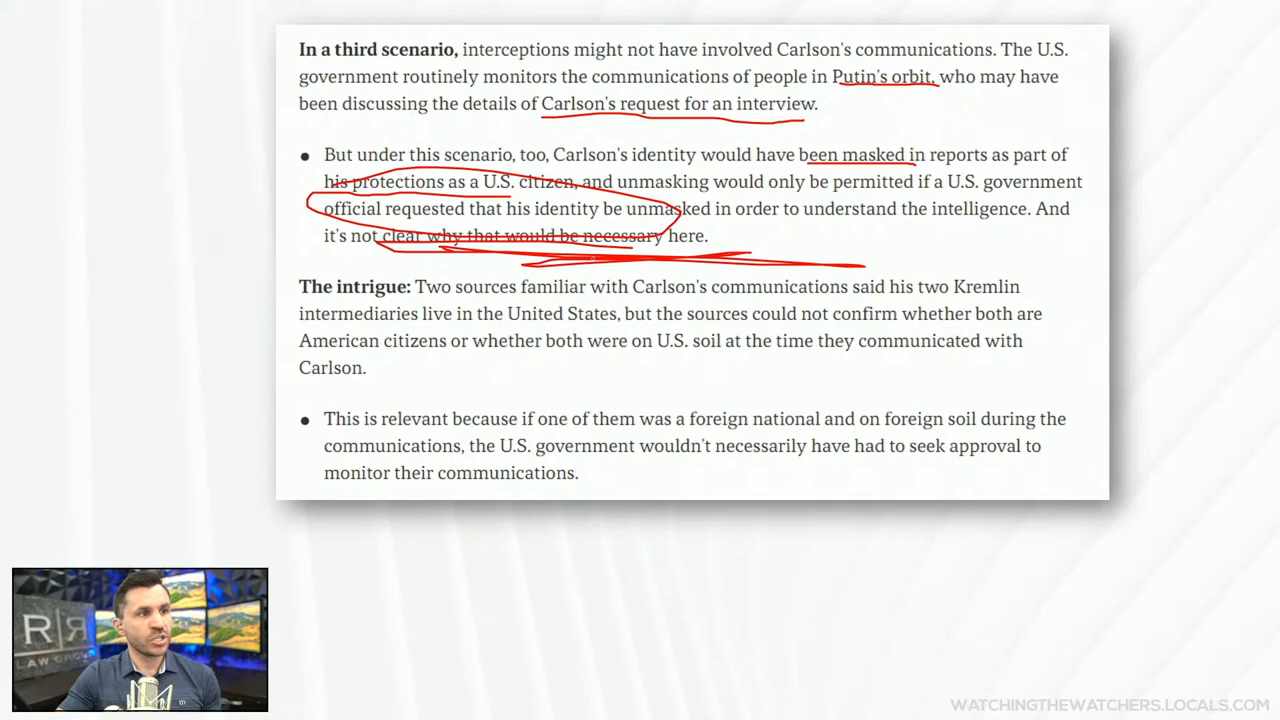 In a third scenario, interceptions might not have involved Carlson's communications. The U.S.
government routinely monitors the communications of people in Putin's orbit, who may have
been discussing the details of Carlson's request for an interview.
● But under this scenario, too, Carlson's identity would have been masked in reports as part of
his protections as a U.S. citizen, and unmasking would only be permitted if a U.S. government
official requested that his identity be unmasked in order to understand the intelligence. And
it's not clear why that would be necessary here.
The intrigue: Two sources familiar with Carlson's communications said his two Kremlin
intermediaries live in the United States, but the sources could not confirm whether both are
American citizens or whether both were on U.S. soil at the time they communicated with
Carlson.
● This is relevant because if one of them was a foreign national and on foreign soil during the
communications, the U.S. government wouldn't necessarily have had to seek approval to
monitor their communications.
R|R
LAW GROUP
WATCHINGTHEWATCHERS.LOCALS.COM